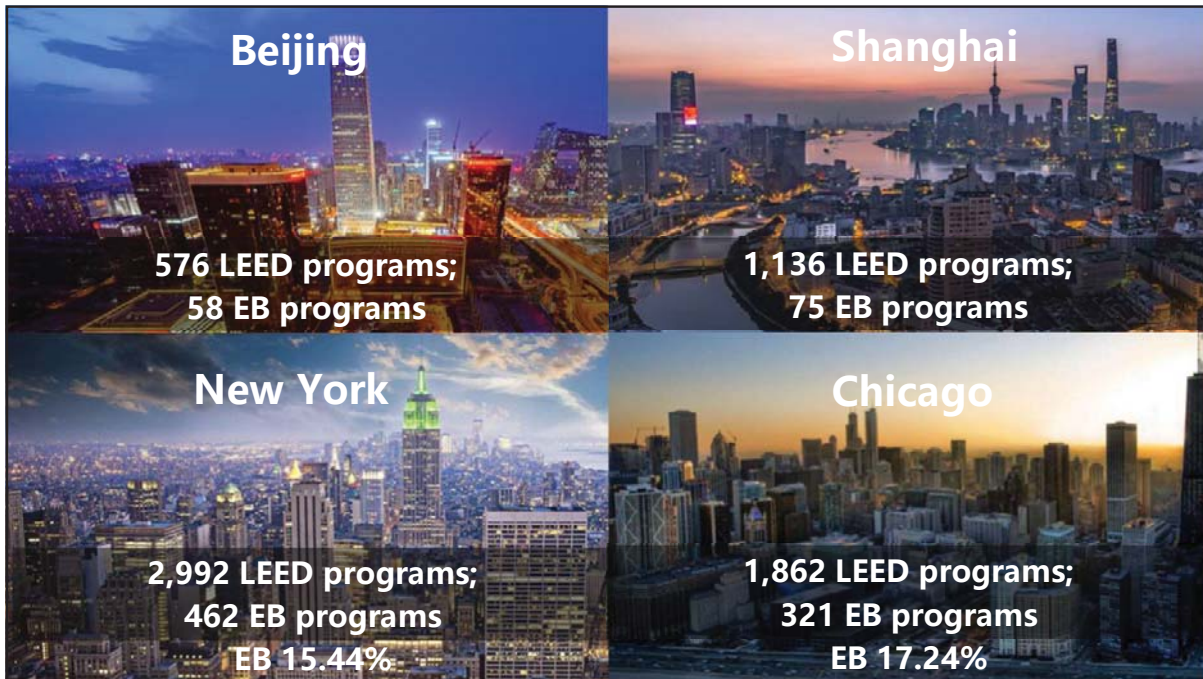 Beijing
576 LEED programs;
58 EB programs
Shanghai
1,136 LEED programs;
75 EB programs
New York
2,992 LEED programs;
462 EB programs
EB 15.44%
Chicago
1,862 LEED programs;
321 EB programs
EB 17.24%